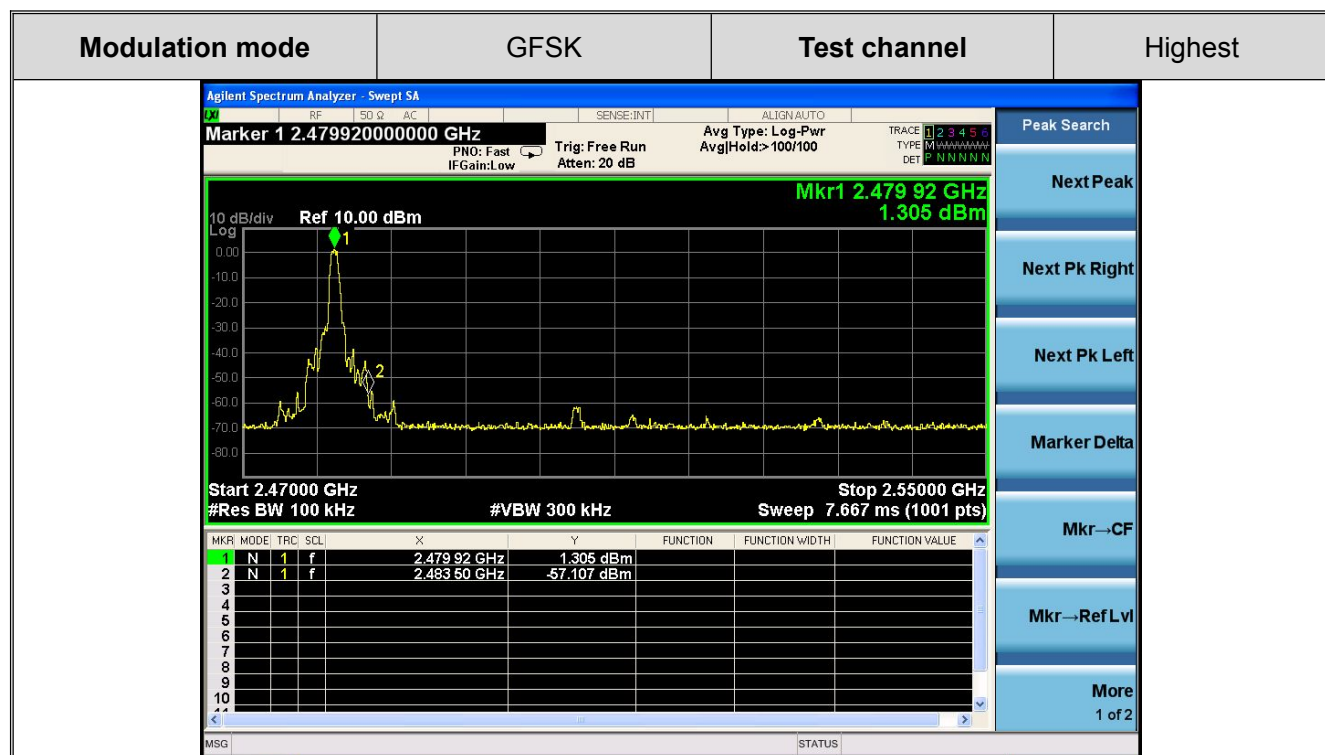 Modulation mode GFSK Test channel Highest
Agilent Spectrum Analyzer - Swept SA
LXI RF 50 Ω AC SENSE:INT ALIGN AUTO
Marker 1 2.479920000000 GHz
PNO: Fast
IFGain:Low
Trig: Free Run
Atten: 20 dB
Avg Type: Log-Pwr
Avg|Hold:>100/100
TRACE 1 2 3 4 5 6
TYPE M
DET P N N N N N
Peak Search
Next Peak
Next Pk Right
Next Pk Left
Marker Delta
Mkr→CF
Mkr→Ref Lvl
More
1 of 2
Mkr1 2.479 92 GHz
1.305 dBm
10 dB/div Ref 10.00 dBm
Log
1
0.00
-10.0
-20.0
-30.0
-40.0
2
-50.0
-60.0
-70.0
-80.0
Start 2.47000 GHz Stop 2.55000 GHz
#Res BW 100 kHz #VBW 300 kHz Sweep 7.667 ms (1001 pts)
MKR MODE TRC SCL X Y FUNCTION FUNCTION WIDTH FUNCTION VALUE
1 N 1 f 2.479 92 GHz 1.305 dBm
2 N 1 f 2.483 50 GHz -57.107 dBm
3
4
5
6
7
8
9
10
MSG STATUS